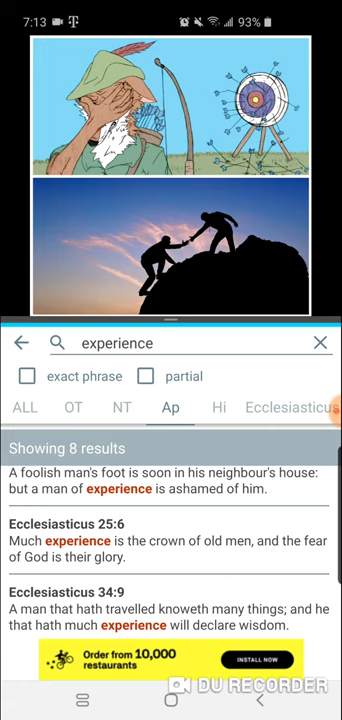 7:13 93%
experience
exact phrase partial
ALL OT NT Ap Hi Ecclesiasticus
Showing 8 results
A foolish man's foot is soon in his neighbour's house:
but a man of experience is ashamed of him.
Ecclesiasticus 25:6
Much experience is the crown of old men, and the fear
of God is their glory.
Ecclesiasticus 34:9
A man that hath travelled knoweth many things; and he
that hath much experience will declare wisdom.
Order from 10,000
restaurants
INSTALL NOW
DU RECORDER